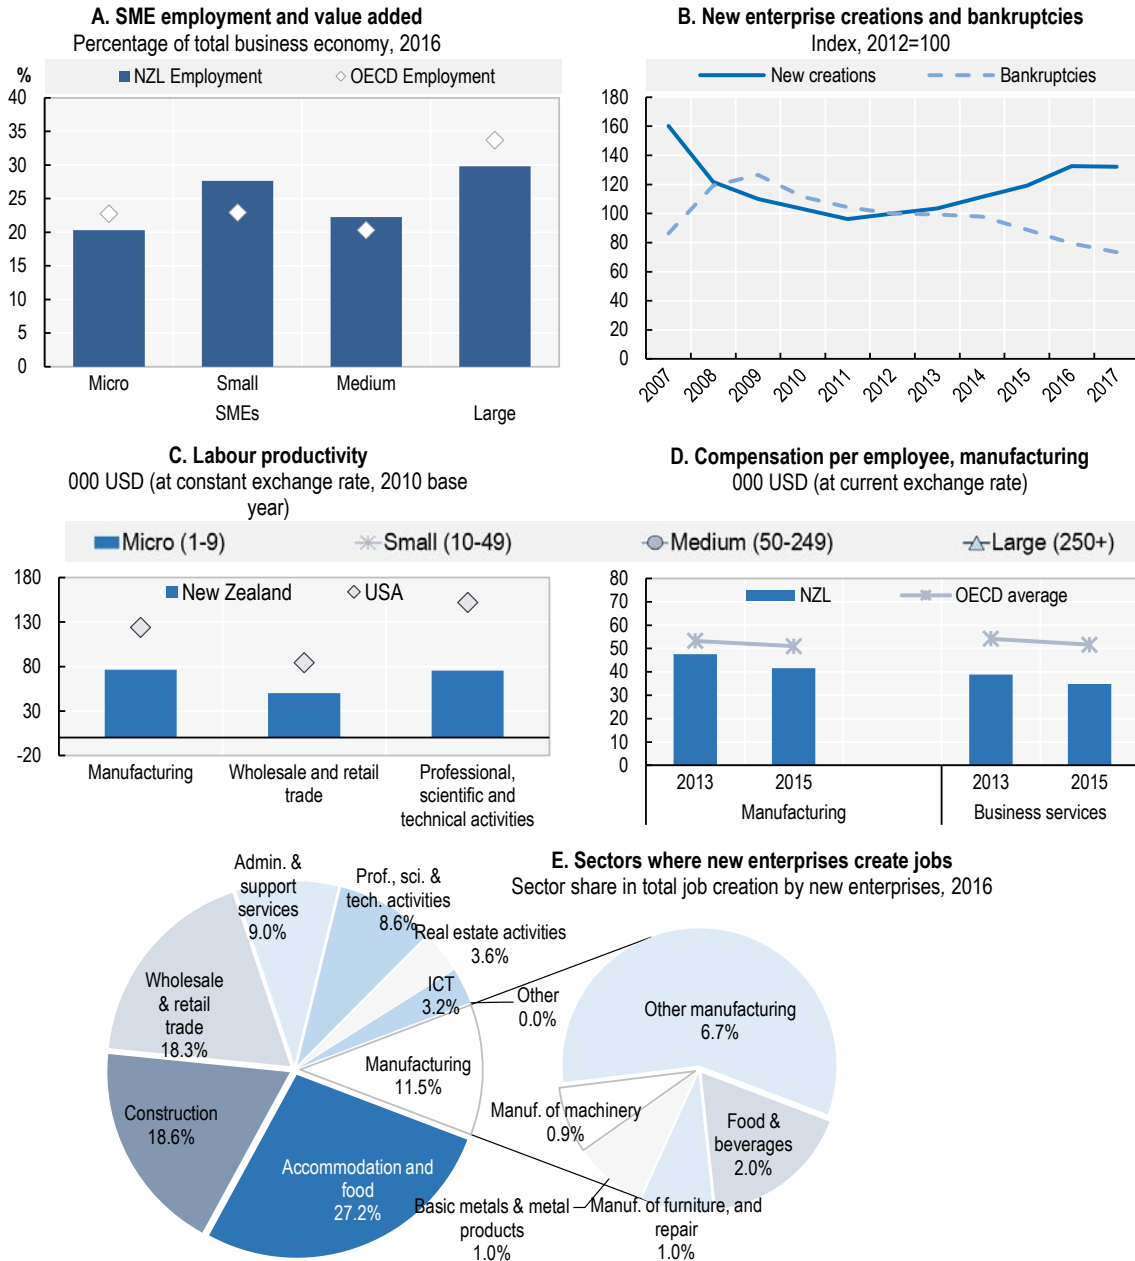 A. SME employment and value added
Percentage of total business economy, 2016
%
NZL Employment
OECD Employment
40
35
30
25
20
15
10
5
0
Micro
Small
Medium
SMEs
Large
B. New enterprise creations and bankruptcies
Index, 2012=100
New creations
Bankruptcies
180
160
140
120
100
80
60
40
20
0
2007
2008
2009
2010
2011
2012
2013
2014
2015
2016
2017
C. Labour productivity
000 USD (at constant exchange rate, 2010 base
year)
D. Compensation per employee, manufacturing
000 USD (at current exchange rate)
Micro (1-9)
Small (10-49)
Medium (50-249)
Large (250+)
New Zealand
USA
180
130
80
30
-20
Manufacturing
Wholesale and retail
trade
Professional,
scientific and
technical activities
NZL
OECD average
80
70
60
50
40
30
20
10
0
2013
2015
2013
2015
Manufacturing
Business services
E. Sectors where new enterprises create jobs
Sector share in total job creation by new enterprises, 2016
Admin. &
support
services
9.0%
Prof., sci. &
tech. activities
8.6%
Real estate activities
3.6%
ICT
3.2%
Other
0.0%
Manufacturing
11.5%
Wholesale
& retail
trade
18.3%
Construction
18.6%
Accommodation and
food
27.2%
Other manufacturing
6.7%
Manuf. of machinery
0.9%
Food &
beverages
2.0%
Basic metals & metal
products
1.0%
Manuf. of furniture, and
repair
1.0%